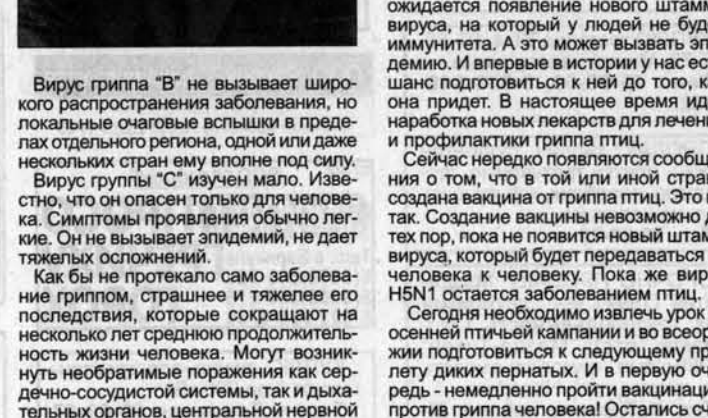 Вирус гриппа "В" не вызывает широ-
кого распространения заболевания, но
локальные очаговые вспышки в преде-
лах отдельного региона, одной или даже
нескольких стран ему вполне под силу.
Вирус группы "С" изучен мало. Изве-
стно, что он опасен только для челове-
ка. Симптомы проявления обычно лег-
кие. Он не вызывает эпидемий, не дает
тяжелых осложнений.
Как бы не протекало само заболева-
ние гриппом, страшнее и тяжелее его
последствия, которые сокращают на
несколько лет среднюю продолжитель-
ность жизни человека. Могут возник-
нуть необратимые поражения как сер-
дечно-сосудистой системы, так и дыха-
тельных органов, центральной нервной
ожидается появление нового штамм
вируса, на который у людей не буд
иммунитета. А это может вызвать эп
демию. И впервые в истории у нас ес
шанс подготовиться к ней до того, к
она придет. В настоящее время ид
наработка новых лекарств для лечен
и профилактики гриппа птиц.
Сейчас нередко появляются сообщ
ния о том, что в той или иной стран
создана вакцина от гриппа птиц. Это
так. Создание вакцины невозможно д
тех пор, пока не появится новый штам
вируса, который будет передаваться
человека к человеку. Пока же вир
H5N1 остается заболеванием птиц.
Сегодня необходимо извлечь урок
осенней птичьей кампании и во всеор
жии подготовиться к следующему пр
лету диких пернатых. И в первую оч
редь - немедленно пройти вакцинаци
против гриппа человека! Остались сч